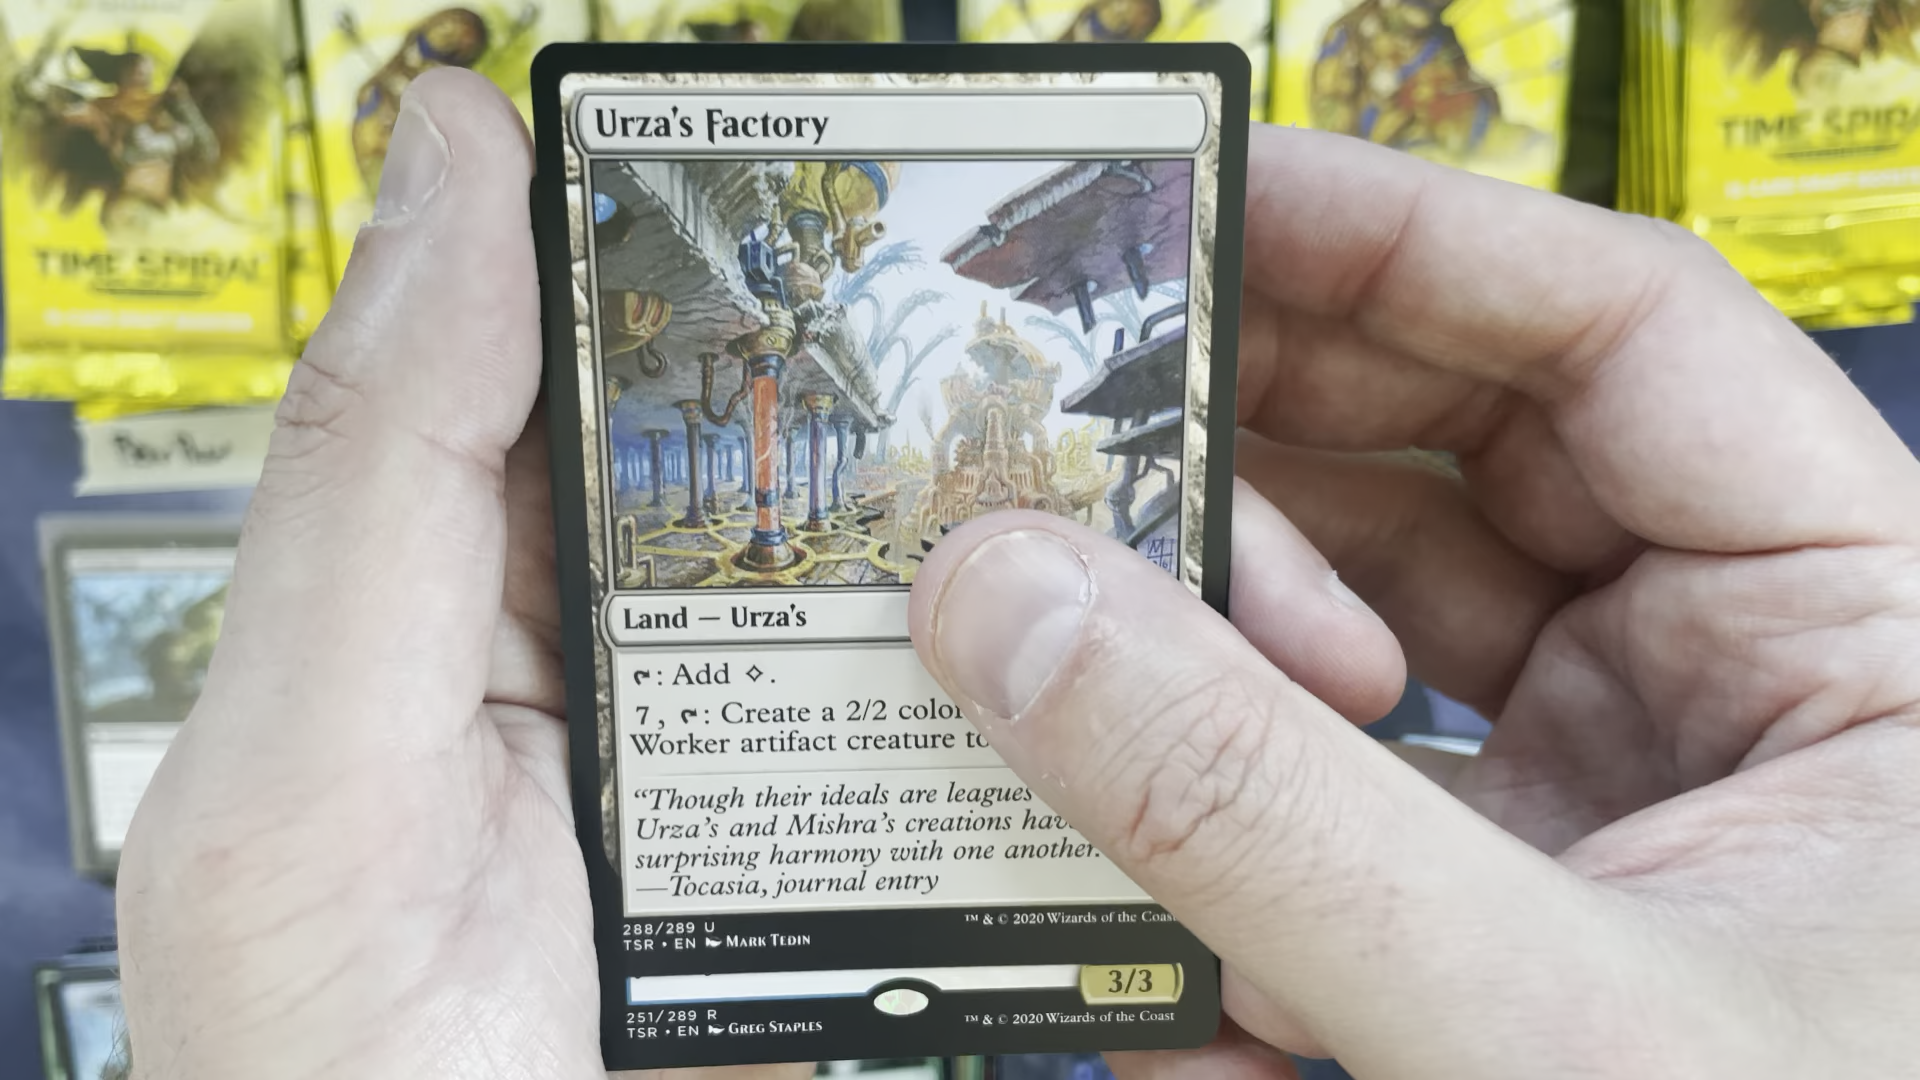 TIME SPIRAL
TIME SPIRA
Urza's Factory
Land — Urza's
: Add .
7, : Create a 2/2 color
Worker artifact creature to
“Though their ideals are leagues
Urza's and Mishra's creations hav
surprising harmony with one another.
—Tocasia, journal entry
288/289 U
TSR • EN MARK TEDIN
™ & © 2020 Wizards of the Coast
3/3
251/289 R
TSR • EN GREG STAPLES
™ & © 2020 Wizards of the Coast